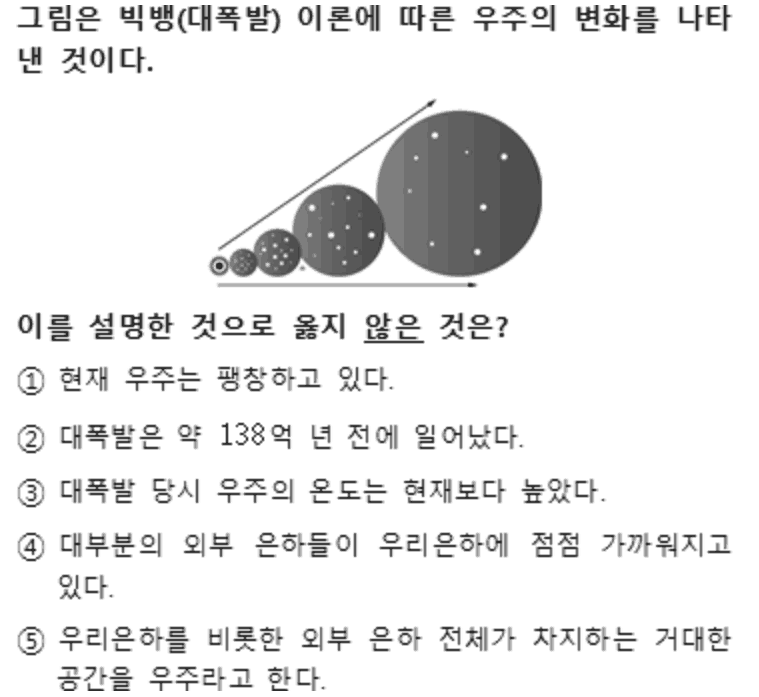 그림은 빅뱅(대폭발) 이론에 따른 우주의 변화를 나타
낸 것이다.
이를 설명한 것으로 옳지 않은 것은?
① 현재 우주는 팽창하고 있다.
② 대폭발은 약 138억 년 전에 일어났다.
③ 대폭발 당시 우주의 온도는 현재보다 높았다.
④ 대부분의 외부 은하들이 우리은하에 점점 가까워지고
있다.
⑤ 우리은하를 비롯한 외부 은하 전체가 차지하는 거대한
공간을 우주라고 한다.